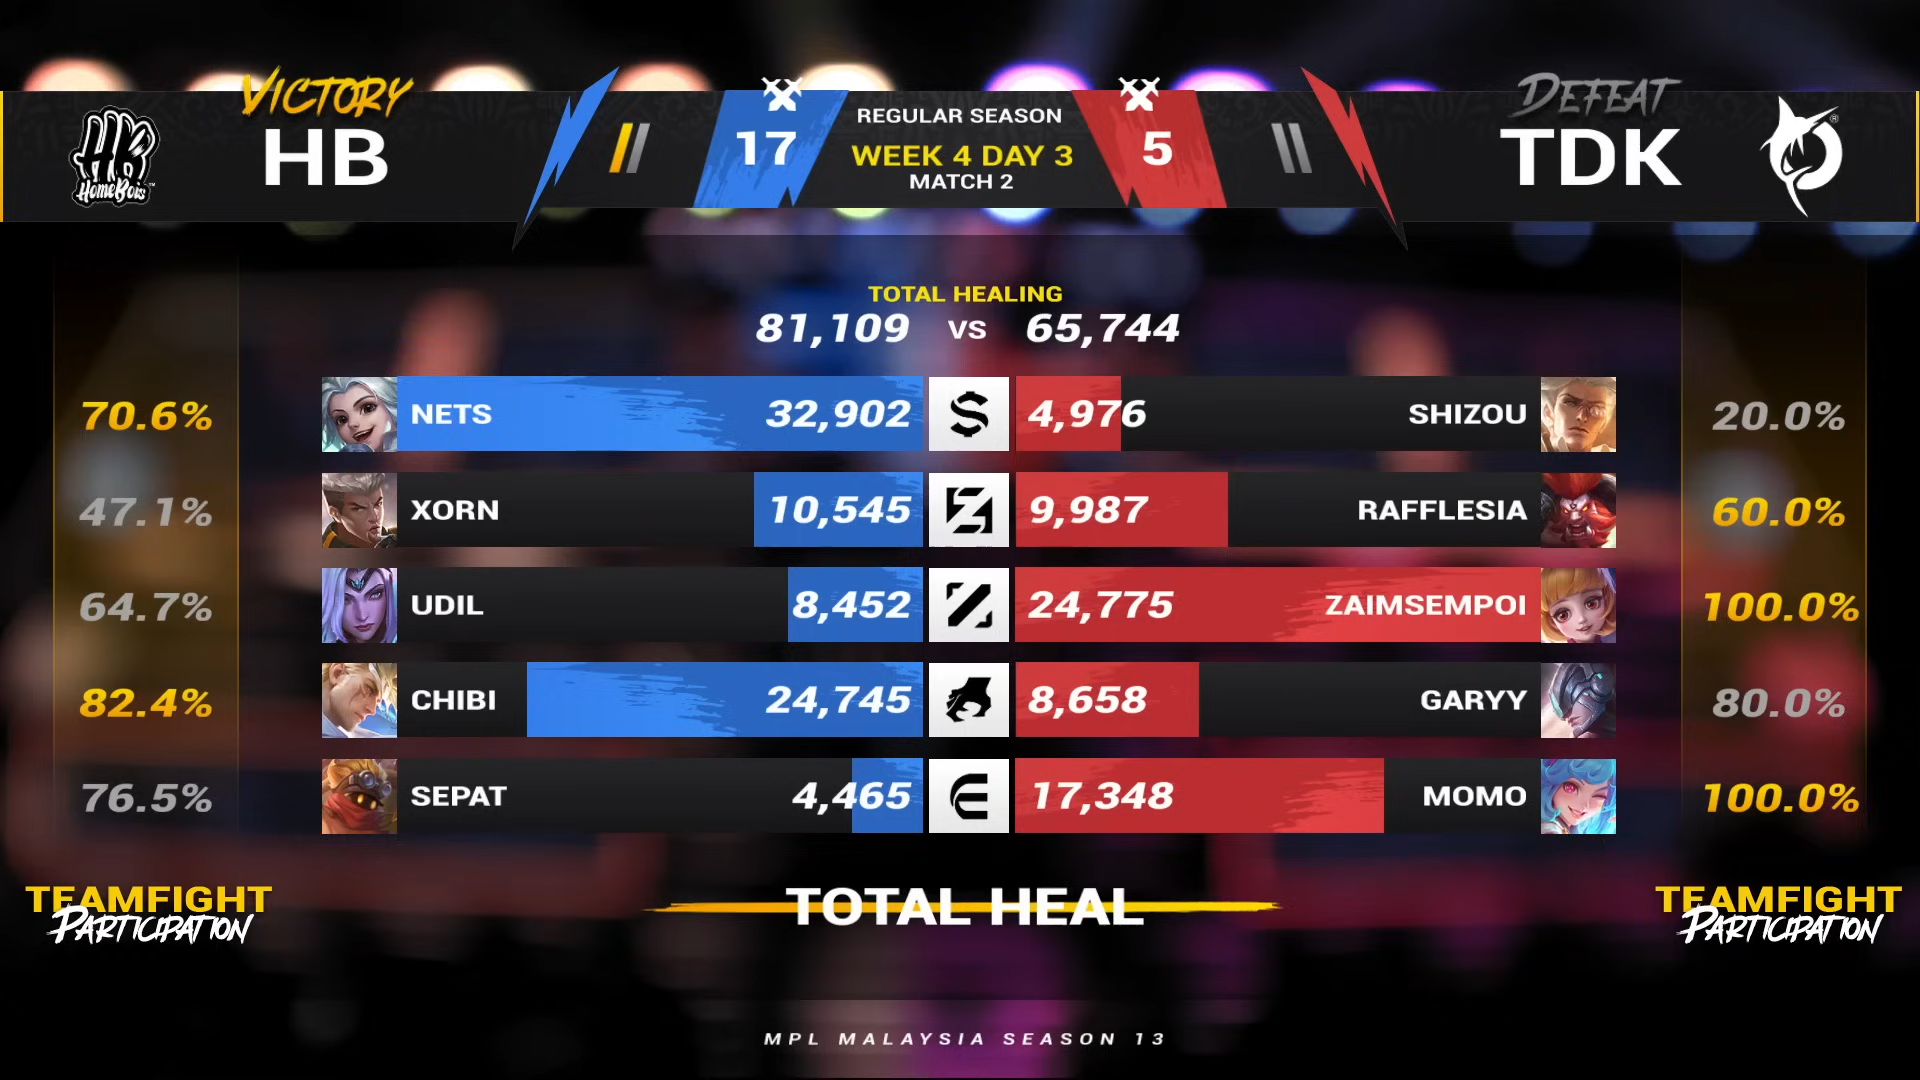 VICTORY
HB
HB
HomeBois™
17
REGULAR SEASON
WEEK 4 DAY 3
MATCH 2
5
DEFEAT
TDK
®
TOTAL HEALING
81,109 VS 65,744
70.6% NETS 32,902 4,976 SHIZOU 20.0%
47.1% XORN 10,545 9,987 RAFFLESIA 60.0%
64.7% UDIL 8,452 24,775 ZAIMSEMPOI 100.0%
82.4% CHIBI 24,745 8,658 GARYY 80.0%
76.5% SEPAT 4,465 17,348 MOMO 100.0%
TEAMFIGHT
PARTICIPATION
TOTAL HEAL
TEAMFIGHT
PARTICIPATION
MPL MALAYSIA SEASON 13